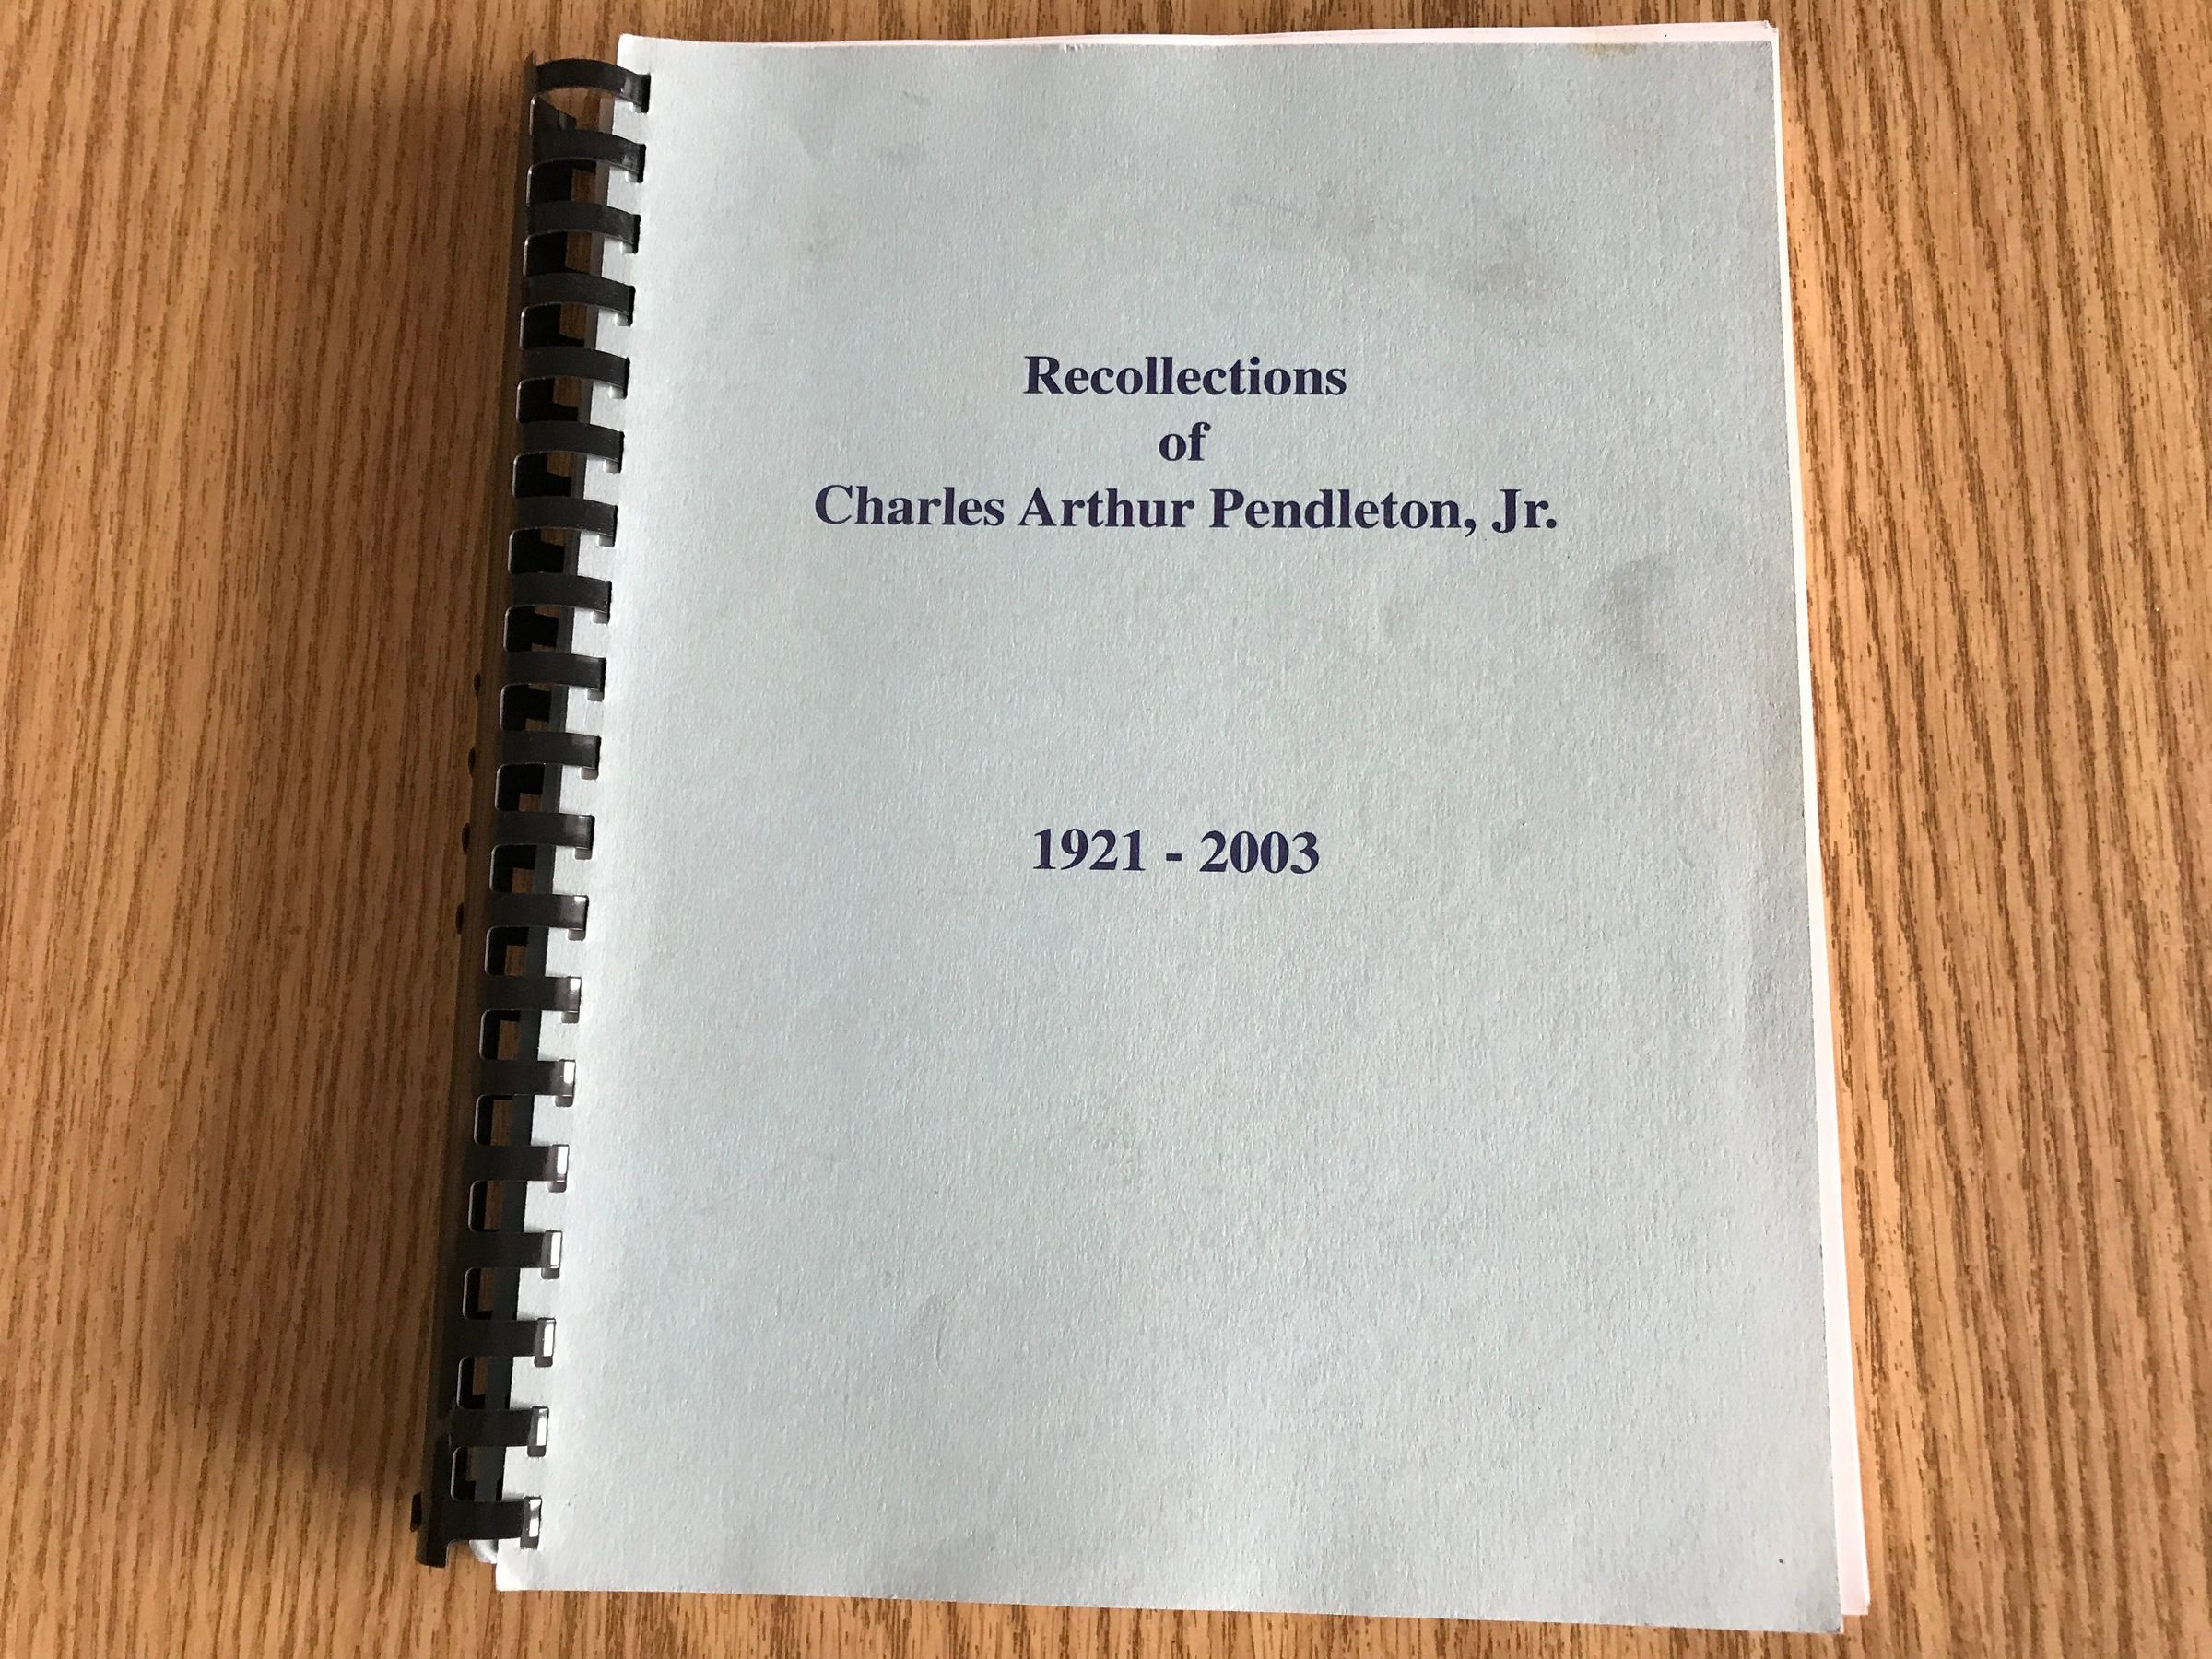 Recollections
of
Charles Arthur Pendleton, Jr.
1921 - 2003